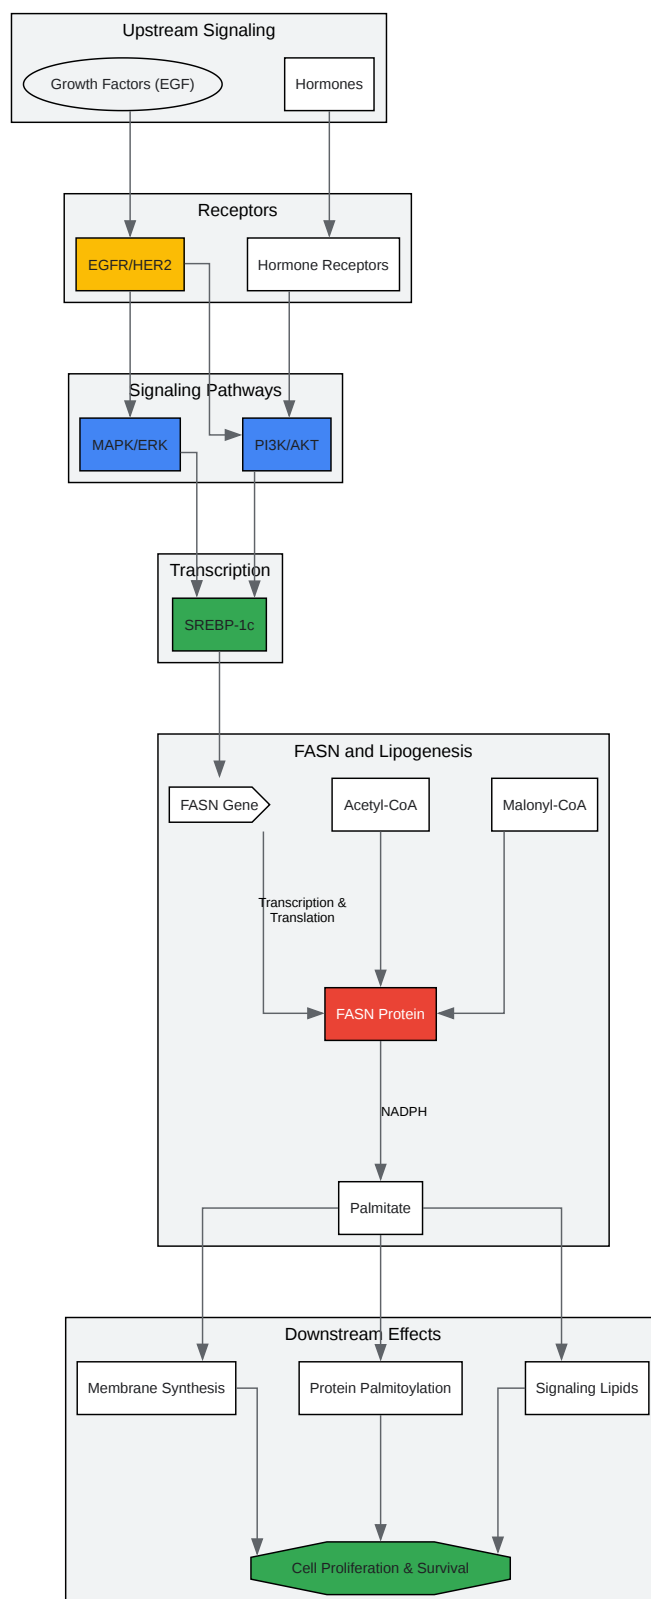 Upstream Signaling
Growth Factors (EGF)
Hormones
Receptors
EGFR/HER2
Hormone Receptors
Signaling Pathways
MAPK/ERK
PI3K/AKT
Transcription
SREBP-1c
FASN and Lipogenesis
FASN Gene
Acetyl-CoA
Malonyl-CoA
Transcription &
Translation
FASN Protein
NADPH
Palmitate
Downstream Effects
Membrane Synthesis
Protein Palmitoylation
Signaling Lipids
Cell Proliferation & Survival